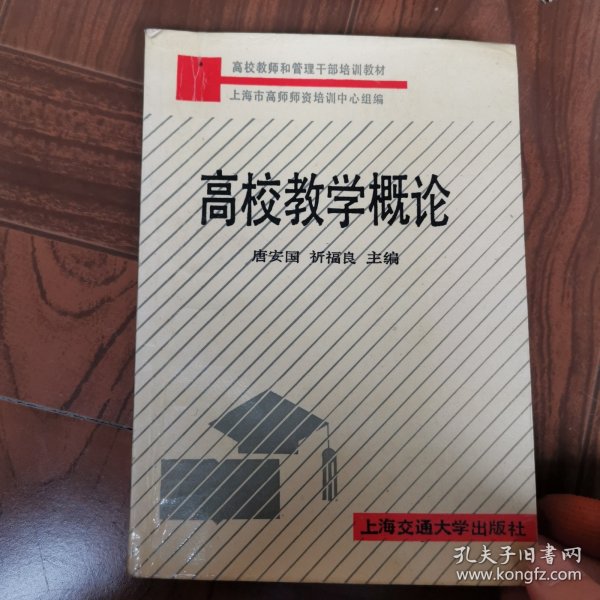 高校教师和管理干部培训教材
上海市高师师资培训中心组编
高校教学概论
唐安国 祈福良 主编
上海交通大学出版社
孔夫子旧书网
www.kongfz.com